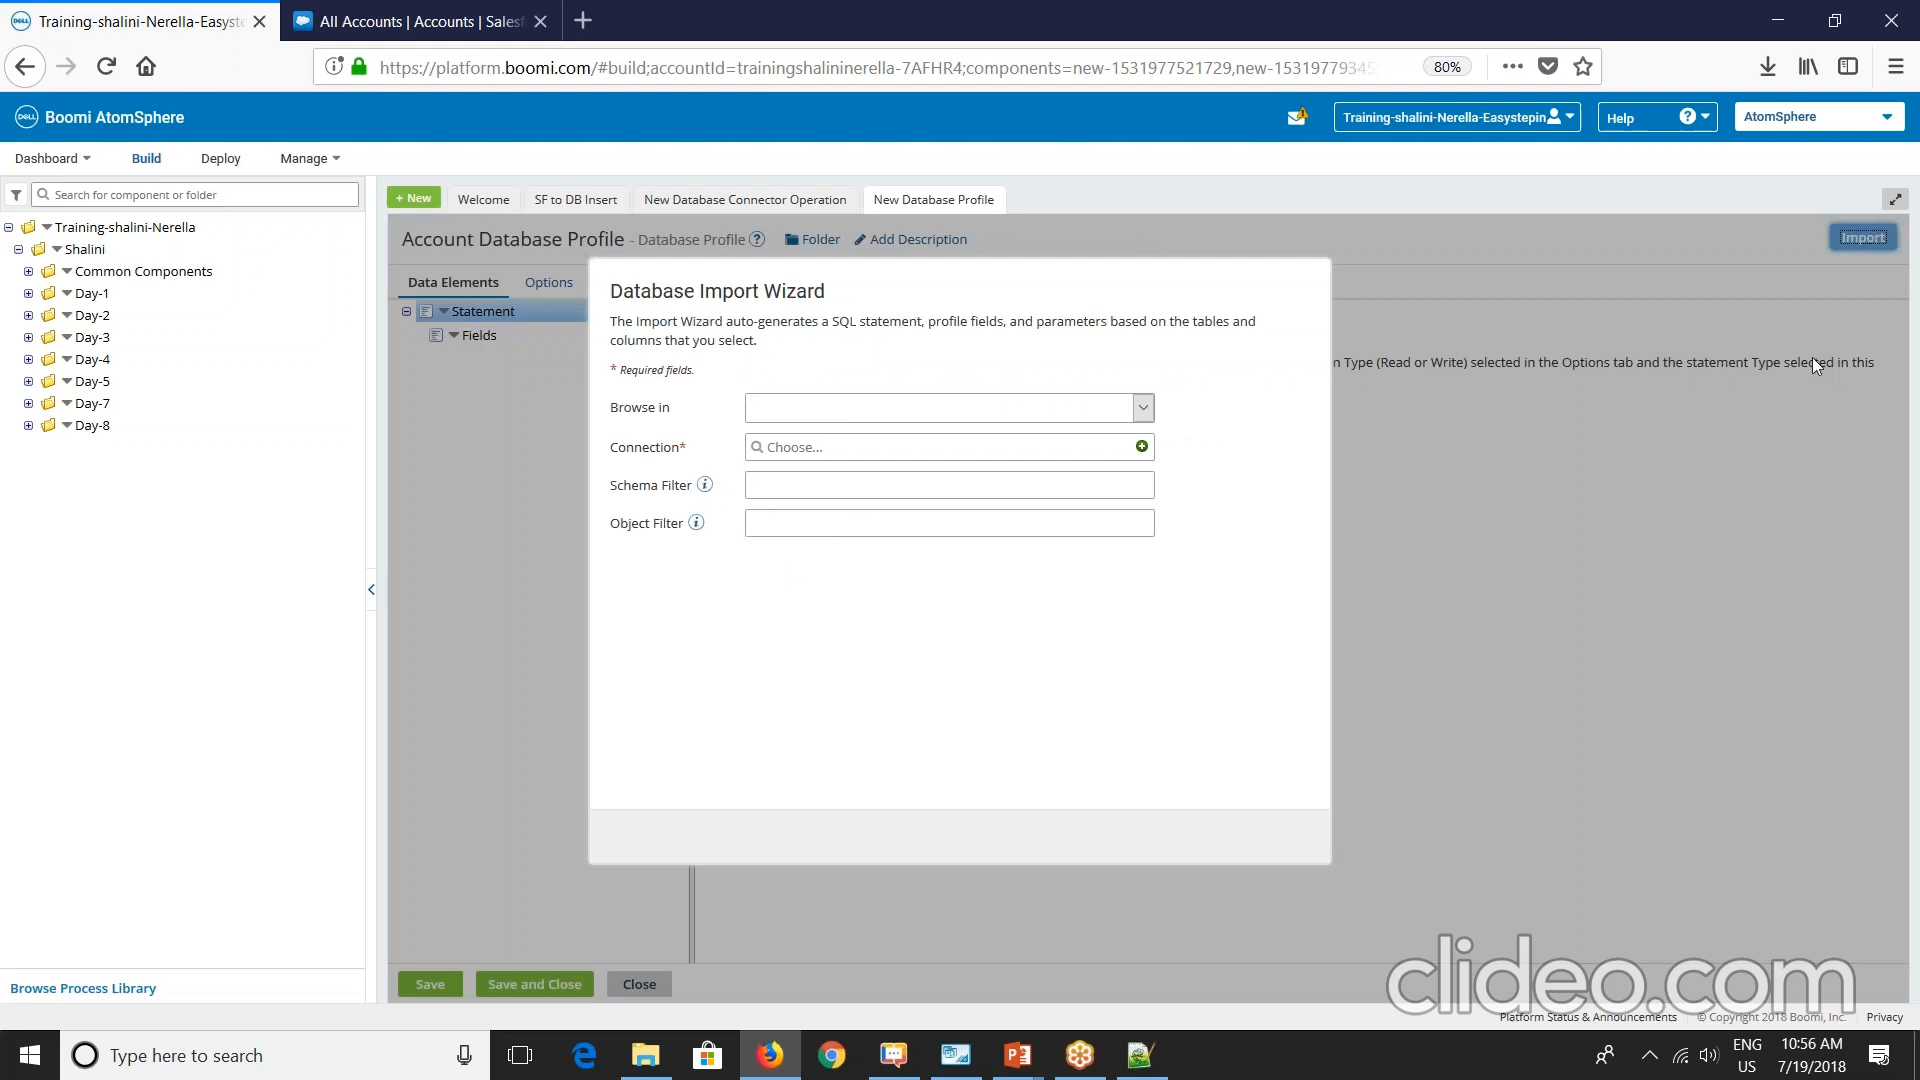 Training-shalini-Nerella-Easyste
All Accounts | Accounts | Salesf
https://platform.boomi.com/#build;accountId=trainingshalininerella-7AFHR4;components=new-1531977521729,new-15319779345
80%
DELL
Boomi AtomSphere
Training-shalini-Nerella-Easystepin
Help
AtomSphere
Dashboard
Build
Deploy
Manage
Search for component or folder
+ New
Welcome
SF to DB Insert
New Database Connector Operation
New Database Profile
Training-shalini-Nerella
Shalini
Common Components
Day-1
Day-2
Day-3
Day-4
Day-5
Day-7
Day-8
Browse Process Library
Account Database Profile - Database Profile
Folder
Add Description
Import
Data Elements
Options
Statement
Fields
n Type (Read or Write) selected in the Options tab and the statement Type selected in this
Database Import Wizard
The Import Wizard auto-generates a SQL statement, profile fields, and parameters based on the tables and
columns that you select.
* Required fields.
Browse in
Connection*
Choose...
Schema Filter
Object Filter
Save
Save and Close
Close
clideo.com
Platform Status & Announcements
© Copyright 2018 Boomi, Inc.
Privacy
Type here to search
ENG
US
10:56 AM
7/19/2018